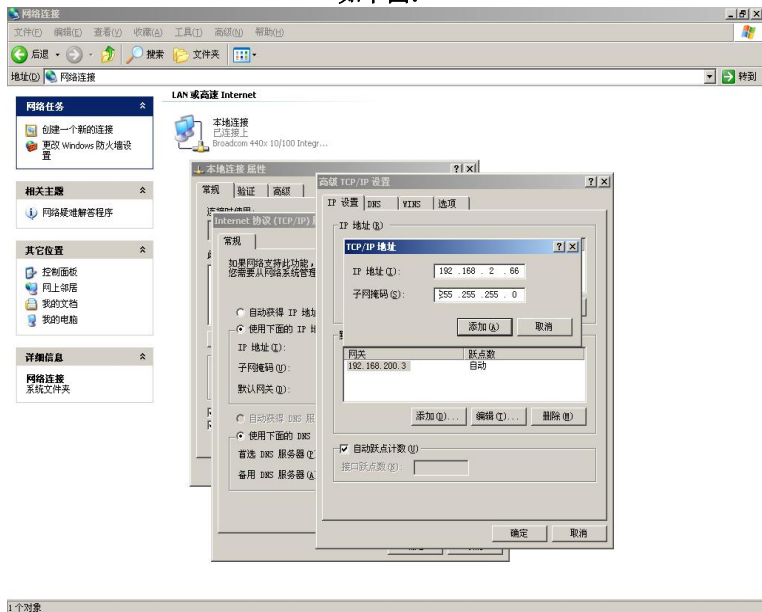 网络连接
文件(F) 编辑(E) 查看(V) 收藏(A) 工具(T) 高级(N) 帮助(H)
后退 搜索 文件夹
地址(D) 网络连接 转到
LAN 或高速 Internet
网络任务
创建一个新的连接
更改 Windows 防火墙设
置
相关主题
网络疑难解答程序
其它位置
控制面板
网上邻居
我的文档
我的电脑
详细信息
网络连接
系统文件夹
本地连接
已连接上
Broadcom 440x 10/100 Integr...
本地连接 属性
常规 验证 高级
Internet 协议 (TCP/IP)
常规
如果网络支持此功能,
您需要从网络系统管理
自动获得 IP 地
使用下面的 IP
IP 地址(I):
子网掩码(U):
默认网关(D):
自动获得 DNS 服
使用下面的 DNS
首选 DNS 服务器(P
备用 DNS 服务器(A
高级 TCP/IP 设置
IP 设置 DNS WINS 选项
IP 地址(R)
TCP/IP 地址
IP 地址(I): 192 .168 . 2 . 66
子网掩码(S): 255 .255 .255 . 0
添加(A) 取消
网关 跃点数
192.168.200.3 自动
添加(D)... 编辑(T)... 删除(M)
自动跃点计数(U)
接口跃点数(N):
确定 取消
1 个对象